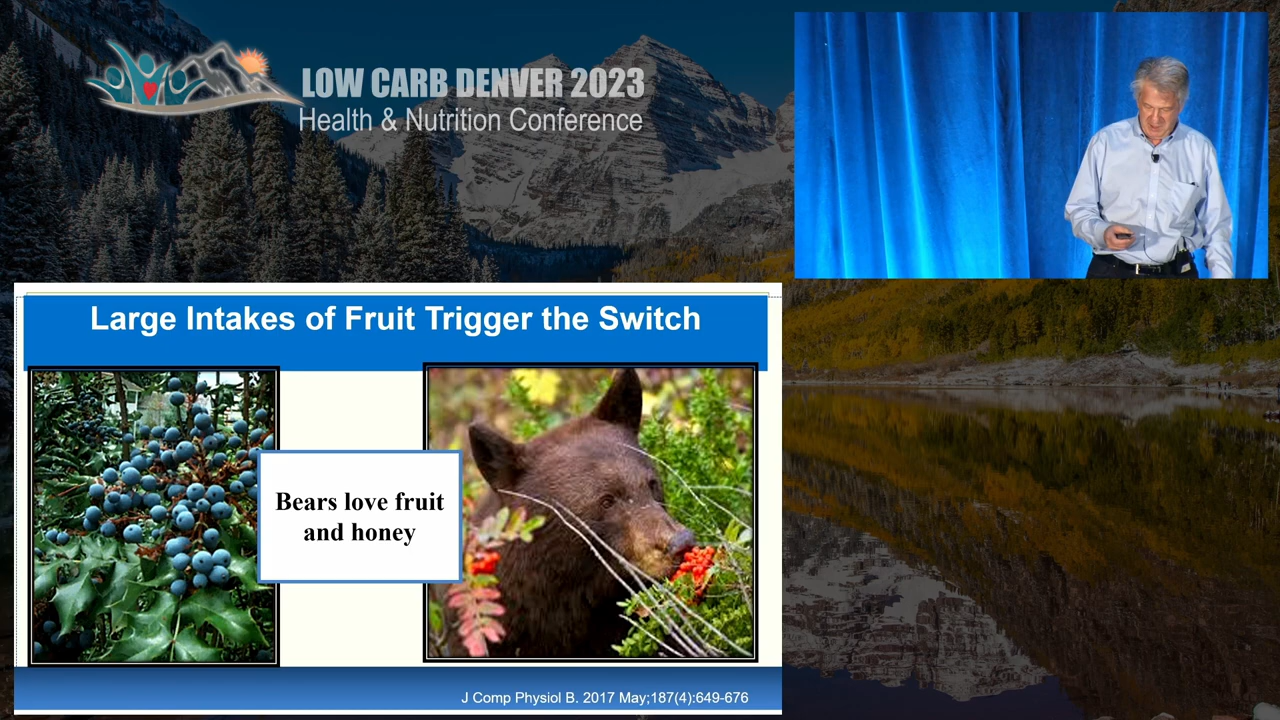 LOW CARB DENVER 2023
Health & Nutrition Conference
Large Intakes of Fruit Trigger the Switch
Bears love fruit
and honey
J Comp Physiol B. 2017 May;187(4):649-676